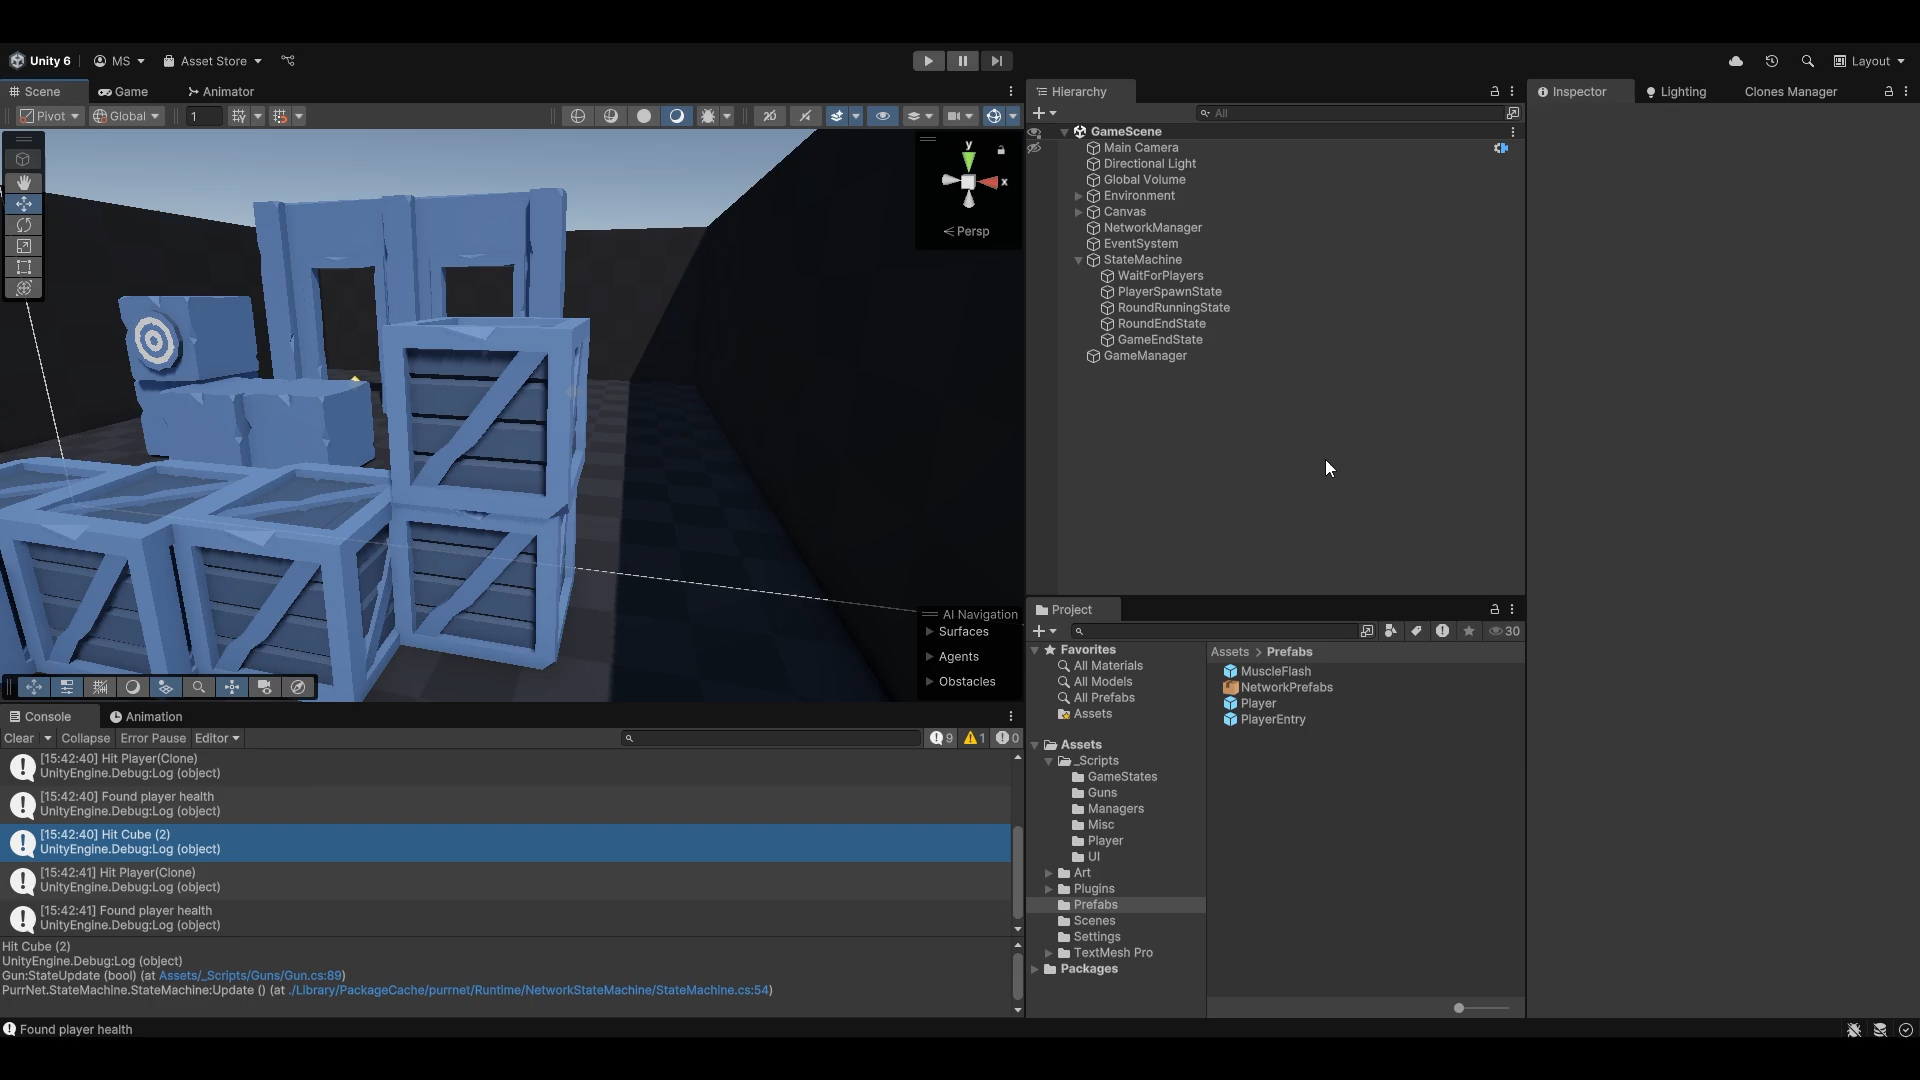 Unity 6 MS Asset Store Layout
Scene Game Animator
Pivot Global 1
y
x
Persp
AI Navigation
Surfaces
Agents
Obstacles
Hierarchy
All
GameScene
Main Camera
Directional Light
Global Volume
Environment
Canvas
NetworkManager
EventSystem
StateMachine
WaitForPlayers
PlayerSpawnState
RoundRunningState
RoundEndState
GameEndState
GameManager
Inspector Lighting Clones Manager
Console Animation
Clear Collapse Error Pause Editor 9 1 0
[15:42:40] Hit Player(Clone)
UnityEngine.Debug:Log (object)
[15:42:40] Found player health
UnityEngine.Debug:Log (object)
[15:42:40] Hit Cube (2)
UnityEngine.Debug:Log (object)
[15:42:41] Hit Player(Clone)
UnityEngine.Debug:Log (object)
[15:42:41] Found player health
UnityEngine.Debug:Log (object)
Hit Cube (2)
UnityEngine.Debug:Log (object)
Gun:StateUpdate (bool) (at Assets/_Scripts/Guns/Gun.cs:89)
PurrNet.StateMachine.StateMachine:Update () (at ./Library/PackageCache/purrnet/Runtime/NetworkStateMachine/StateMachine.cs:54)
Found player health
Project
30
Favorites
All Materials
All Models
All Prefabs
Assets
Assets
_Scripts
GameStates
Guns
Managers
Misc
Player
UI
Art
Plugins
Prefabs
Scenes
Settings
TextMesh Pro
Packages
Assets > Prefabs
MuscleFlash
NetworkPrefabs
Player
PlayerEntry